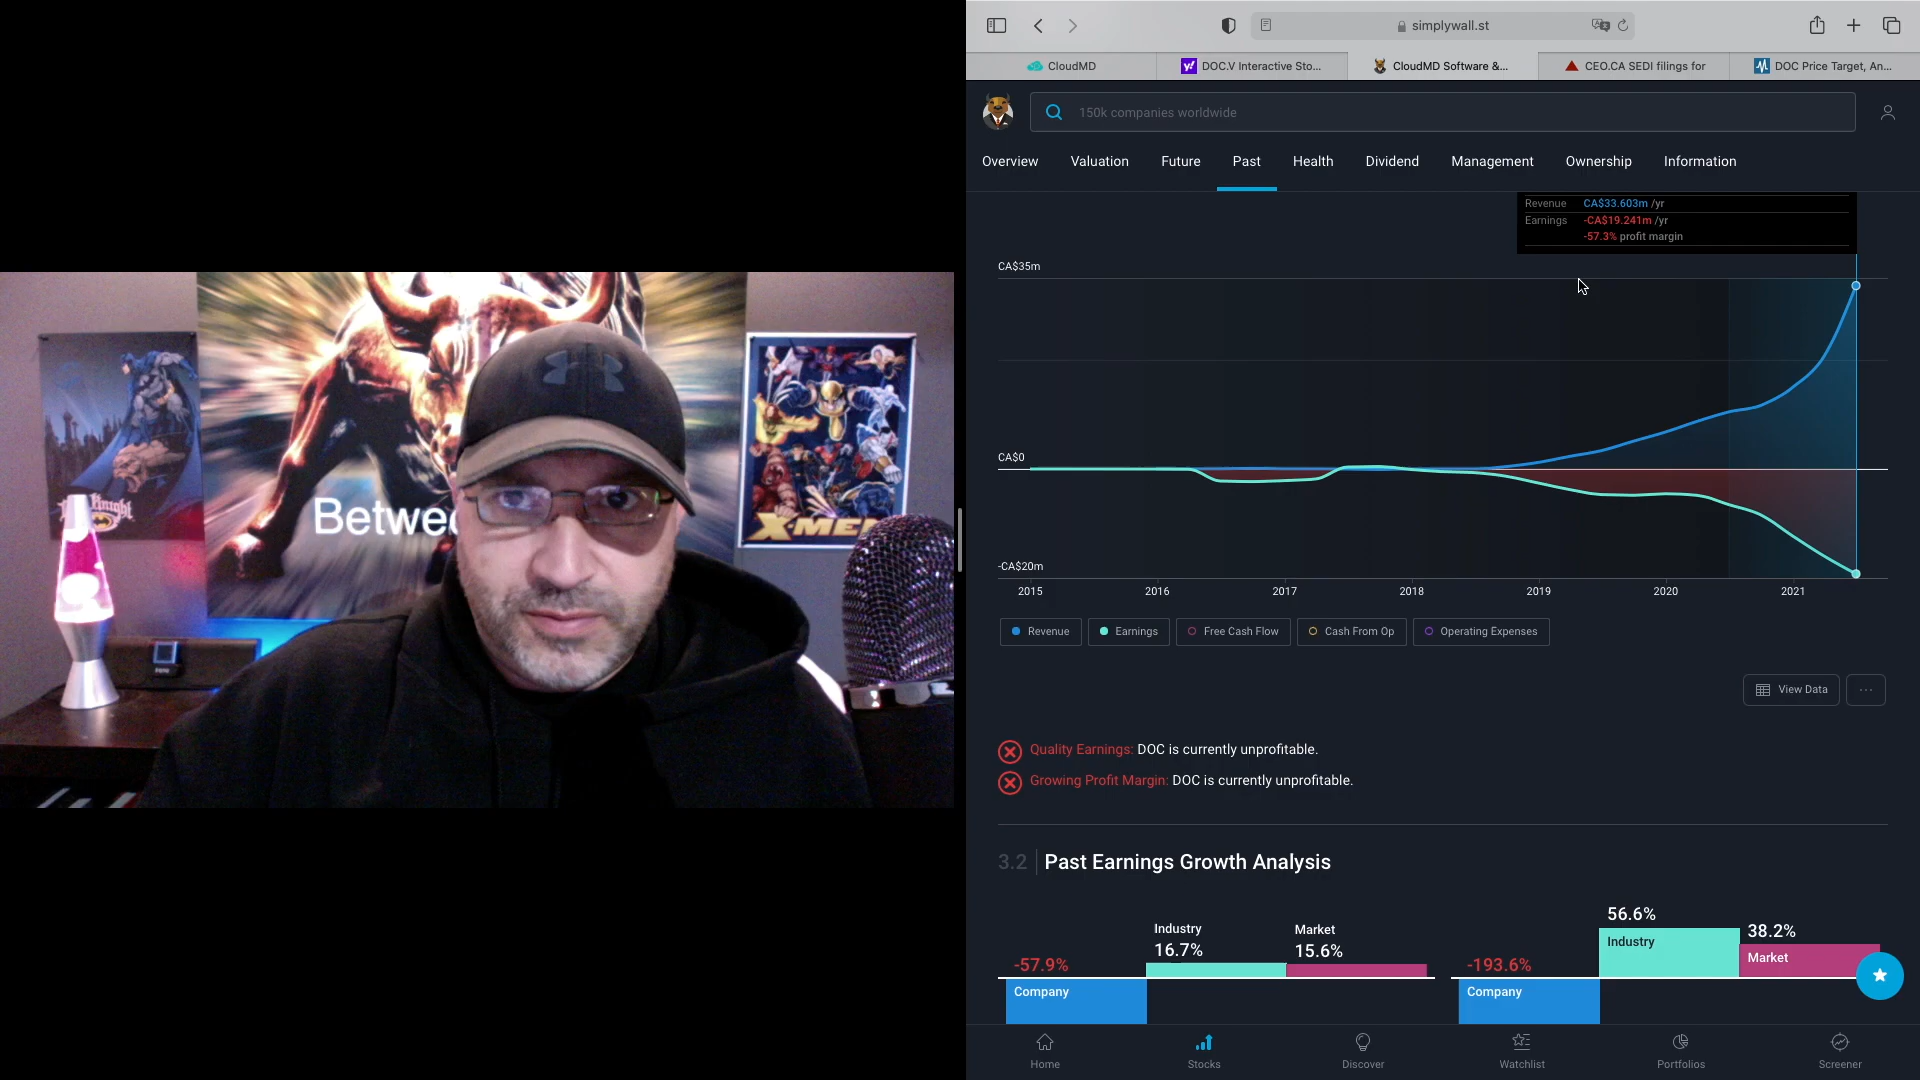 Knight
Betwe
X-MEN
simplywall.st
CloudMD
DOC.V Interactive Sto...
CloudMD Software &...
CEO.CA SEDI filings for
DOC Price Target, An...
150k companies worldwide
Overview
Valuation
Future
Past
Health
Dividend
Management
Ownership
Information
Revenue CA$33.603m /yr
Earnings -CA$19.241m /yr
-57.3% profit margin
CA$35m
CA$0
-CA$20m
2015 2016 2017 2018 2019 2020 2021
Revenue
Earnings
Free Cash Flow
Cash From Op
Operating Expenses
View Data
Quality Earnings: DOC is currently unprofitable.
Growing Profit Margin: DOC is currently unprofitable.
3.2 Past Earnings Growth Analysis
-57.9%
Company
Industry
16.7%
Market
15.6%
-193.6%
Company
56.6%
Industry
38.2%
Market
Home
Stocks
Discover
Watchlist
Portfolios
Screener